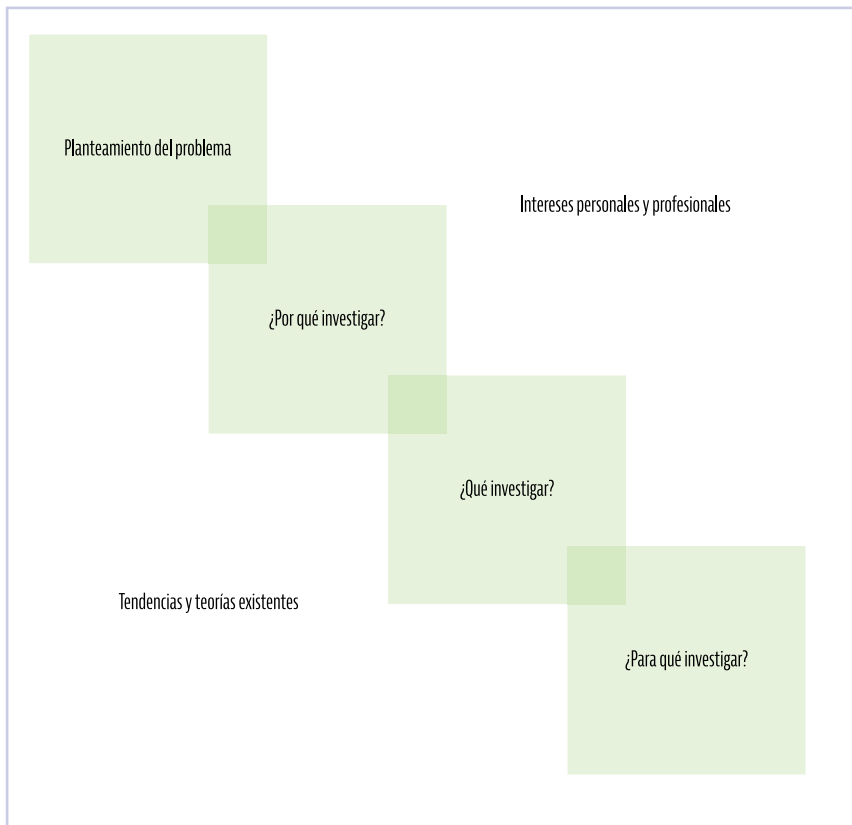 Planteamiento del problema
Intereses personales y profesionales
¿Por qué investigar?
¿Qué investigar?
Tendencias y teorías existentes
¿Para qué investigar?